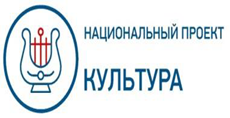 НАЦИОНАЛЬНЫЙ ПРОЕКТ
КУЛЬТУРА